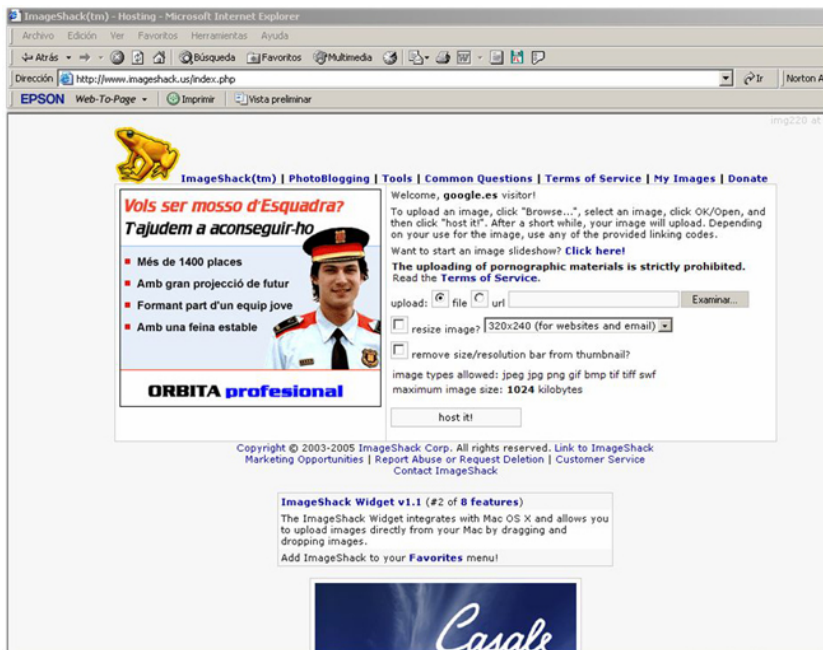 ImageShack(tm) - Hosting - Microsoft Internet Explorer
Archivo Edición Ver Favoritos Herramientas Ayuda
Atrás Búsqueda Favoritos Multimedia
Dirección http://www.imageshack.us/index.php Ir Norton A
EPSON Web-To-Page Imprimir Vista preliminar
img220 at
ImageShack(tm) | PhotoBlogging | Tools | Common Questions | Terms of Service | My Images | Donate
Vols ser mosso d'Esquadra?
T'ajudem a aconseguir-ho
Més de 1400 places
Amb gran projecció de futur
Formant part d'un equip jove
Amb una feina estable
ORBITA profesional
Welcome, google.es visitor!
To upload an image, click "Browse...", select an image, click OK/Open, and
then click "host it!". After a short while, your image will upload. Depending
on your use for the image, use any of the provided linking codes.
Want to start an image slideshow? Click here!
The uploading of pornographic materials is strictly prohibited.
Read the Terms of Service.
upload: file url Examinar...
resize image? 320x240 (for websites and email)
remove size/resolution bar from thumbnail?
image types allowed: jpeg jpg png gif bmp tif tiff swf
maximum image size: 1024 kilobytes
host it!
Copyright © 2003-2005 ImageShack Corp. All rights reserved. Link to ImageShack
Marketing Opportunities | Report Abuse or Request Deletion | Customer Service
Contact ImageShack
ImageShack Widget v1.1 (#2 of 8 features)
The ImageShack Widget integrates with Mac OS X and allows you
to upload images directly from your Mac by dragging and
dropping images.
Add ImageShack to your Favorites menu!
Casals